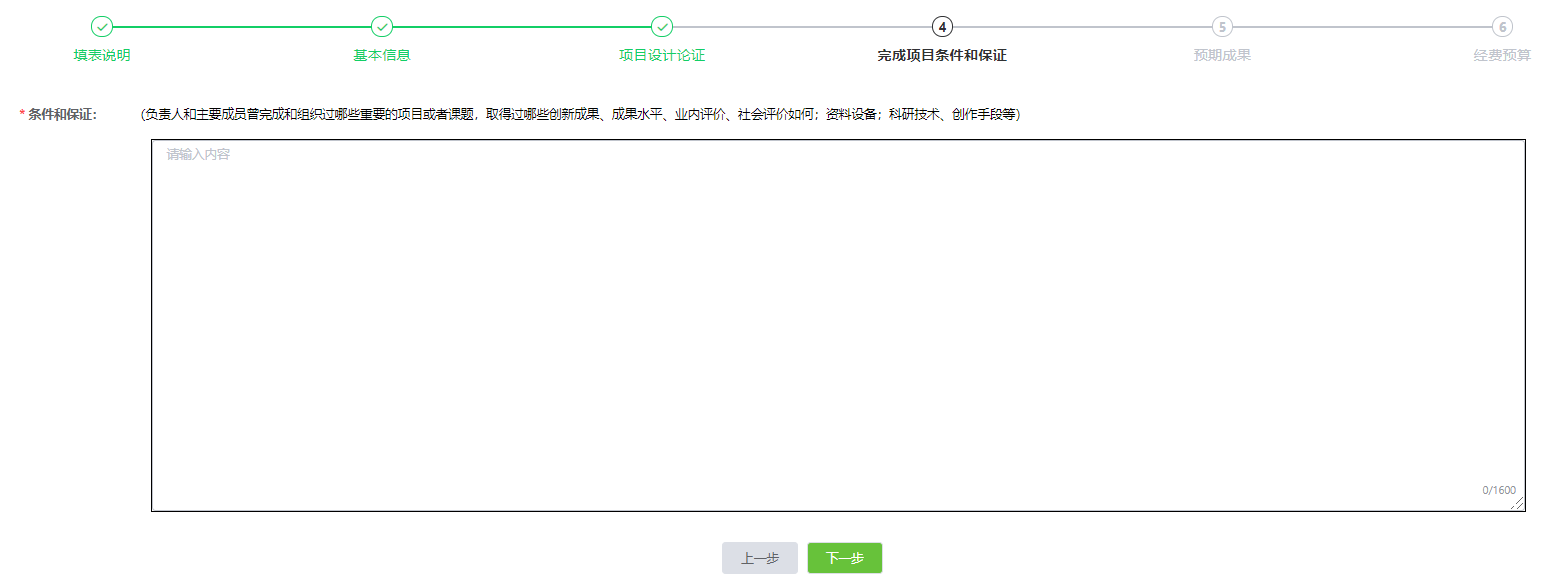 4 5 6
填表说明 基本信息 项目设计论证 完成项目条件和保证 预期成果 经费预算
* 条件和保证： （负责人和主要成员曾完成和组织过哪些重要的项目或者课题，取得过哪些创新成果、成果水平、业内评价、社会评价如何；资料设备；科研技术、创作手段等）
请输入内容
0/1600
上一步 下一步